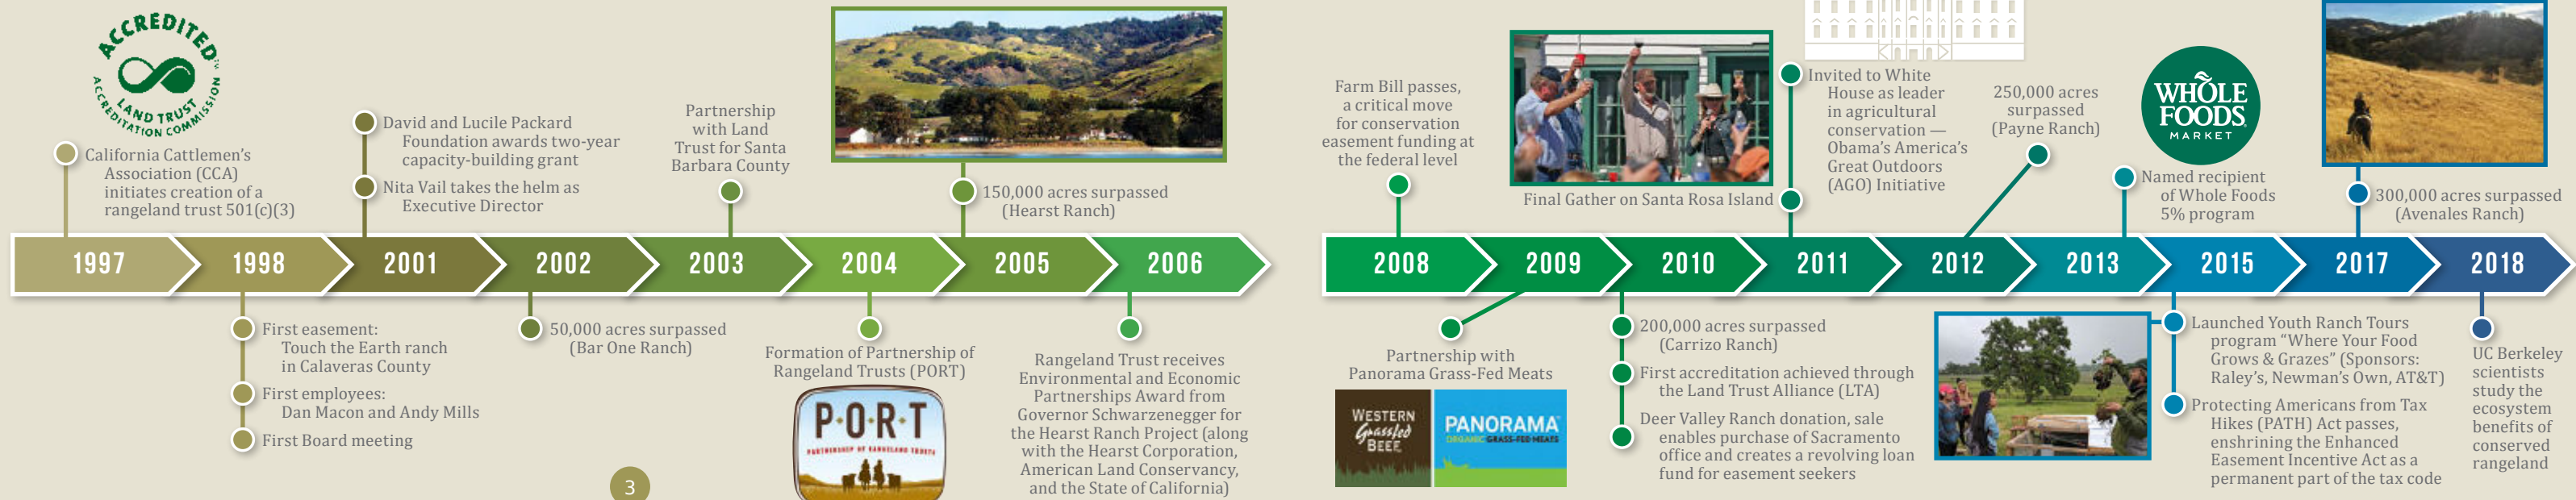 ACCREDITED
LAND TRUST
ACCREDITATION COMMISSION
California Cattlemen's
Association (CCA)
initiates creation of a
rangeland trust 501(c)(3)
David and Lucile Packard
Foundation awards two-year
capacity-building grant
Nita Vail takes the helm as
Executive Director
Partnership
with Land
Trust for Santa
Barbara County
150,000 acres surpassed
(Hearst Ranch)
1997
1998
2001
2002
2003
2004
2005
2006
First easement:
Touch the Earth ranch
in Calaveras County
First employees:
Dan Macon and Andy Mills
First Board meeting
50,000 acres surpassed
(Bar One Ranch)
Formation of Partnership of
Rangeland Trusts (PORT)
P·O·R·T
PARTNERSHIP OF RANGELAND TRUSTS
Rangeland Trust receives
Environmental and Economic
Partnerships Award from
Governor Schwarzenegger for
the Hearst Ranch Project (along
with the Hearst Corporation,
American Land Conservancy,
and the State of California)
3
Farm Bill passes,
a critical move
for conservation
easement funding at
the federal level
Final Gather on Santa Rosa Island
Invited to White
House as leader
in agricultural
conservation —
Obama's America's
Great Outdoors
(AGO) Initiative
250,000 acres
surpassed
(Payne Ranch)
WHOLE
FOODS
MARKET
Named recipient
of Whole Foods
5% program
300,000 acres surpassed
(Avenales Ranch)
2008
2009
2010
2011
2012
2013
2015
2017
2018
Partnership with
Panorama Grass-Fed Meats
WESTERN
Grassfed
BEEF
PANORAMA™
ORGANIC GRASS-FED MEATS
200,000 acres surpassed
(Carrizo Ranch)
First accreditation achieved through
the Land Trust Alliance (LTA)
Deer Valley Ranch donation, sale
enables purchase of Sacramento
office and creates a revolving loan
fund for easement seekers
Launched Youth Ranch Tours
program “Where Your Food
Grows & Grazes” (Sponsors:
Raley's, Newman's Own, AT&T)
Protecting Americans from Tax
Hikes (PATH) Act passes,
enshrining the Enhanced
Easement Incentive Act as a
permanent part of the tax code
UC Berkeley
scientists
study the
ecosystem
benefits of
conserved
rangeland